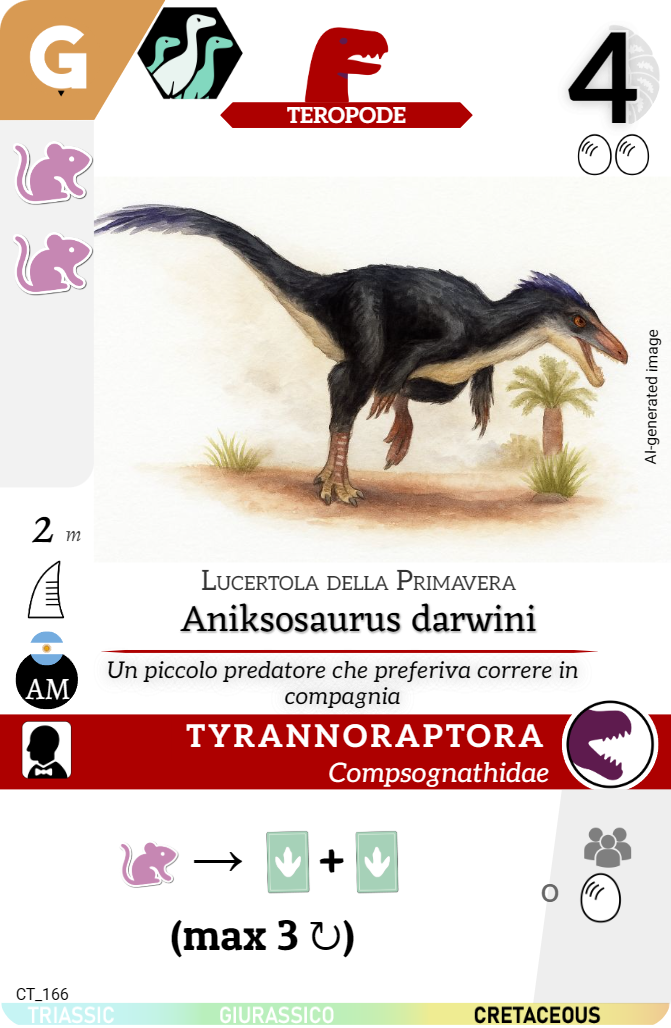 G
TEROPODE
4
AI-generated image
2 m
Lucertola della Primavera
Aniksosaurus darwini
Un piccolo predatore che preferiva correre in
compagnia
AM
TYRANNORAPTORA
Compsognathidae
→ +
o
(max 3 ↻)
CT_166
TRIASSIC GIURASSICO CRETACEOUS